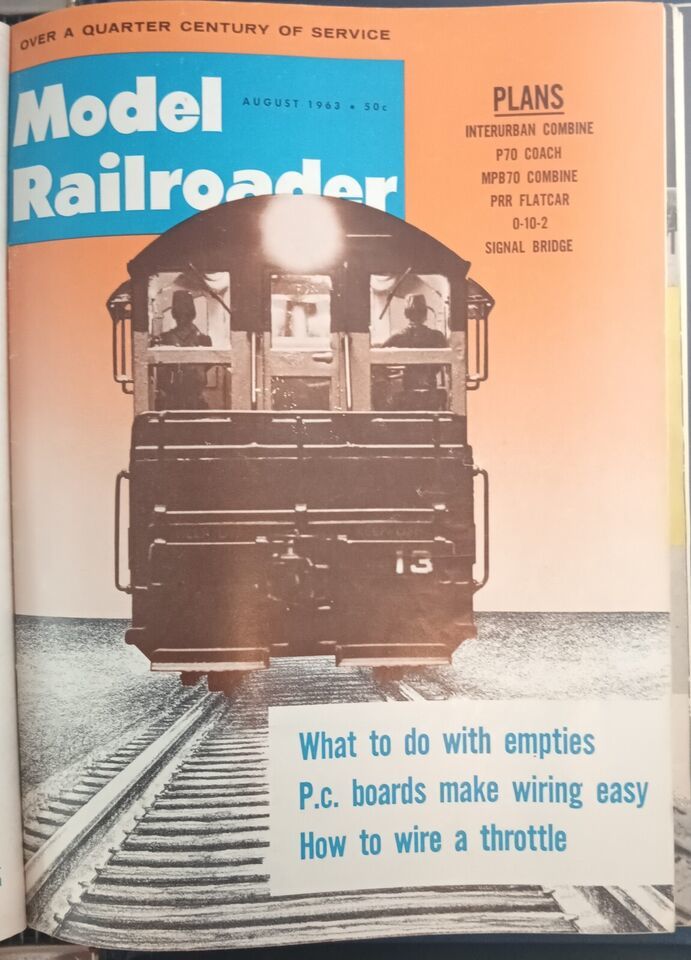 OVER A QUARTER CENTURY OF SERVICE
Model
AUGUST 1963 • 50c
Railroader
PLANS
INTERURBAN COMBINE
P70 COACH
MPB70 COMBINE
PRR FLATCAR
0-10-2
SIGNAL BRIDGE
13
What to do with empties
P.c. boards make wiring easy
How to wire a throttle